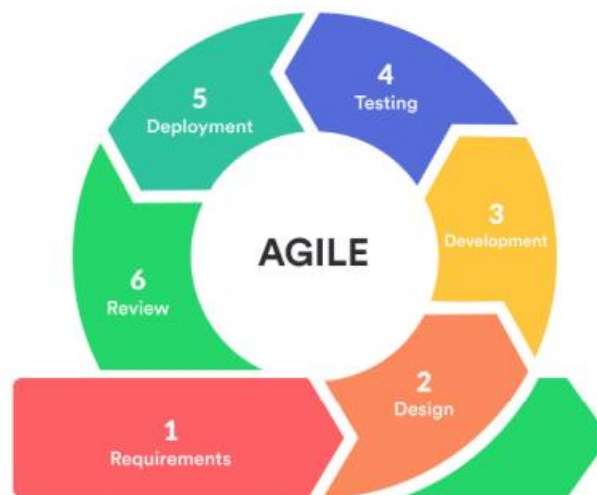 AGILE
1
Requirements
2
Design
3
Development
4
Testing
5
Deployment
6
Review